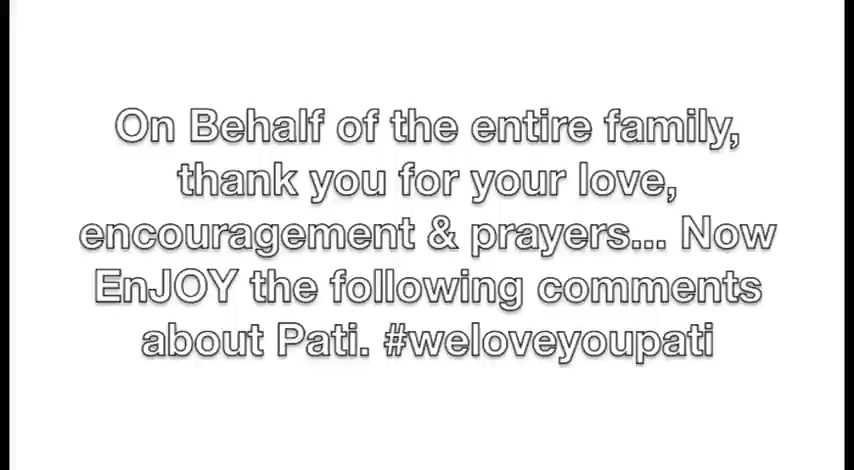 On Behalf of the entire family,
thank you for your love,
encouragement & prayers... Now
EnJOY the following comments
about Pati. #weloveyoupati